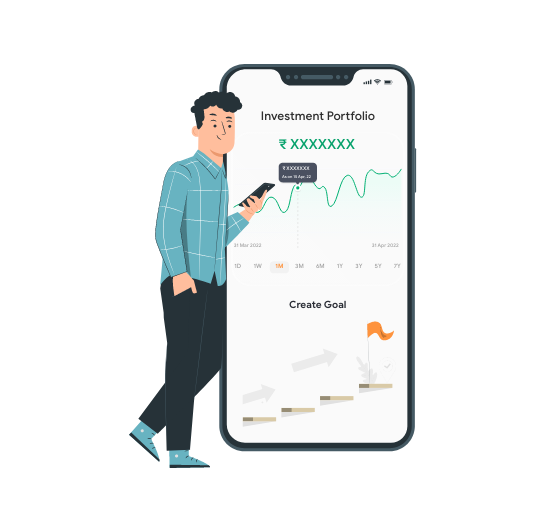 Investment Portfolio
₹ XXXXXXX
₹ XXXXXXX
As on 15 Apr, 22
31 Mar 2022 31 Apr 2022
1D 1W 1M 3M 6M 1Y 3Y 5Y 7Y
Create Goal